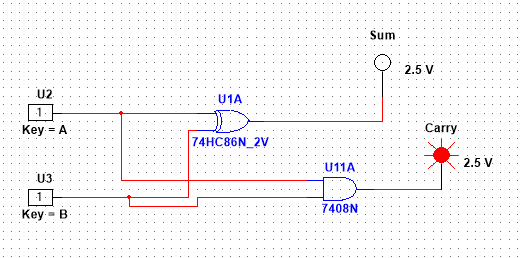 Sum
2.5 V
U2
1
Key = A
U1A
74HC86N_2V
Carry
2.5 V
U3
1
Key = B
U11A
7408N